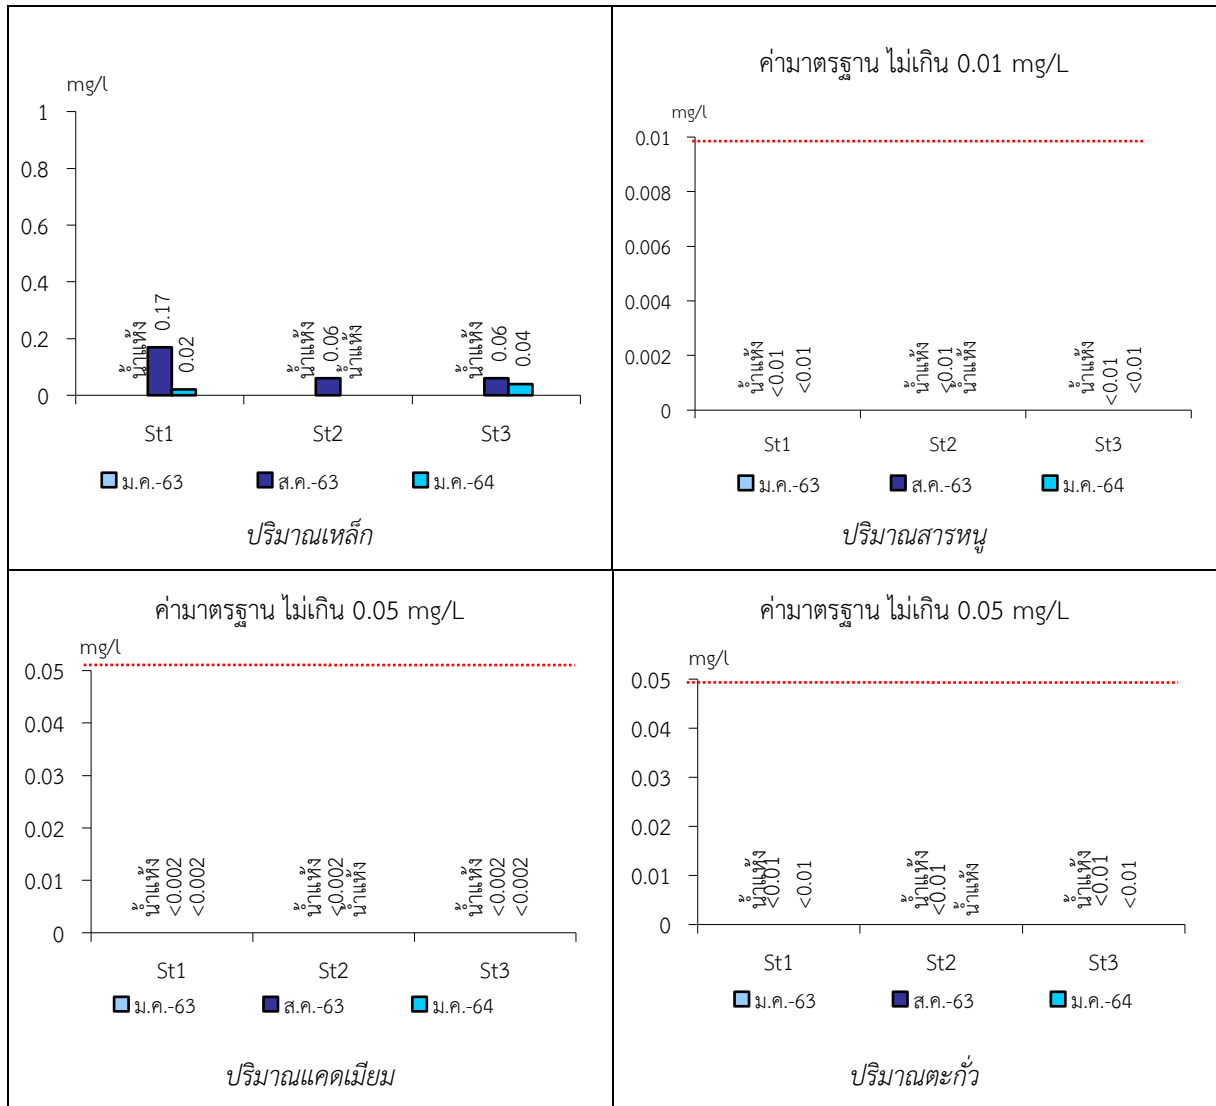 mg/l
1
0.8
0.6
0.4
0.2
0
น้ำแห้ง 0.17 0.02
น้ำแห้ง 0.06 น้ำแห้ง
น้ำแห้ง 0.06 0.04
St1 St2 St3
ม.ค.-63 ส.ค.-63 ม.ค.-64
ปริมาณเหล็ก
ค่ามาตรฐาน ไม่เกิน 0.01 mg/L
mg/l
0.01
0.008
0.006
0.004
0.002
0
น้ำแห้ง <0.01 <0.01
น้ำแห้ง <0.01 น้ำแห้ง
น้ำแห้ง <0.01 <0.01
St1 St2 St3
ม.ค.-63 ส.ค.-63 ม.ค.-64
ปริมาณสารหนู
ค่ามาตรฐาน ไม่เกิน 0.05 mg/L
mg/l
0.05
0.04
0.03
0.02
0.01
0
น้ำแห้ง <0.002 <0.002
น้ำแห้ง <0.002 น้ำแห้ง
น้ำแห้ง <0.002 <0.002
St1 St2 St3
ม.ค.-63 ส.ค.-63 ม.ค.-64
ปริมาณแคดเมียม
ค่ามาตรฐาน ไม่เกิน 0.05 mg/L
mg/l
0.05
0.04
0.03
0.02
0.01
0
น้ำแห้ง <0.01 <0.01
น้ำแห้ง <0.01 น้ำแห้ง
น้ำแห้ง <0.01 <0.01
St1 St2 St3
ม.ค.-63 ส.ค.-63 ม.ค.-64
ปริมาณตะกั่ว